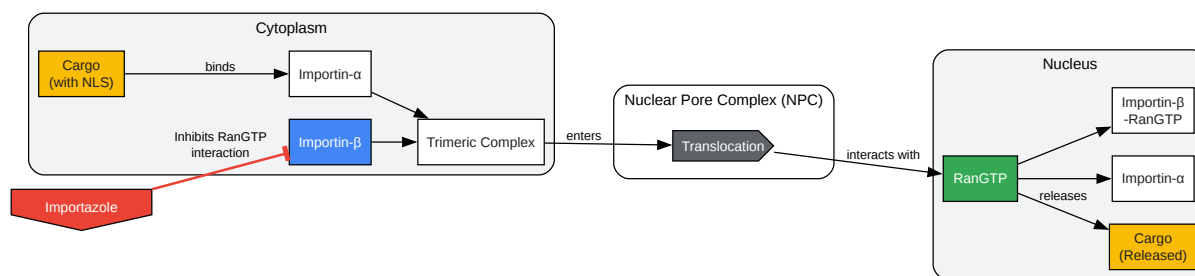 Cytoplasm
Cargo
(with NLS)
binds
Importin-α
Inhibits RanGTP
interaction
Importin-β
Trimeric Complex
Importazole
enters
Nuclear Pore Complex (NPC)
Translocation
interacts with
Nucleus
RanGTP
releases
Importin-β
-RanGTP
Importin-α
Cargo
(Released)